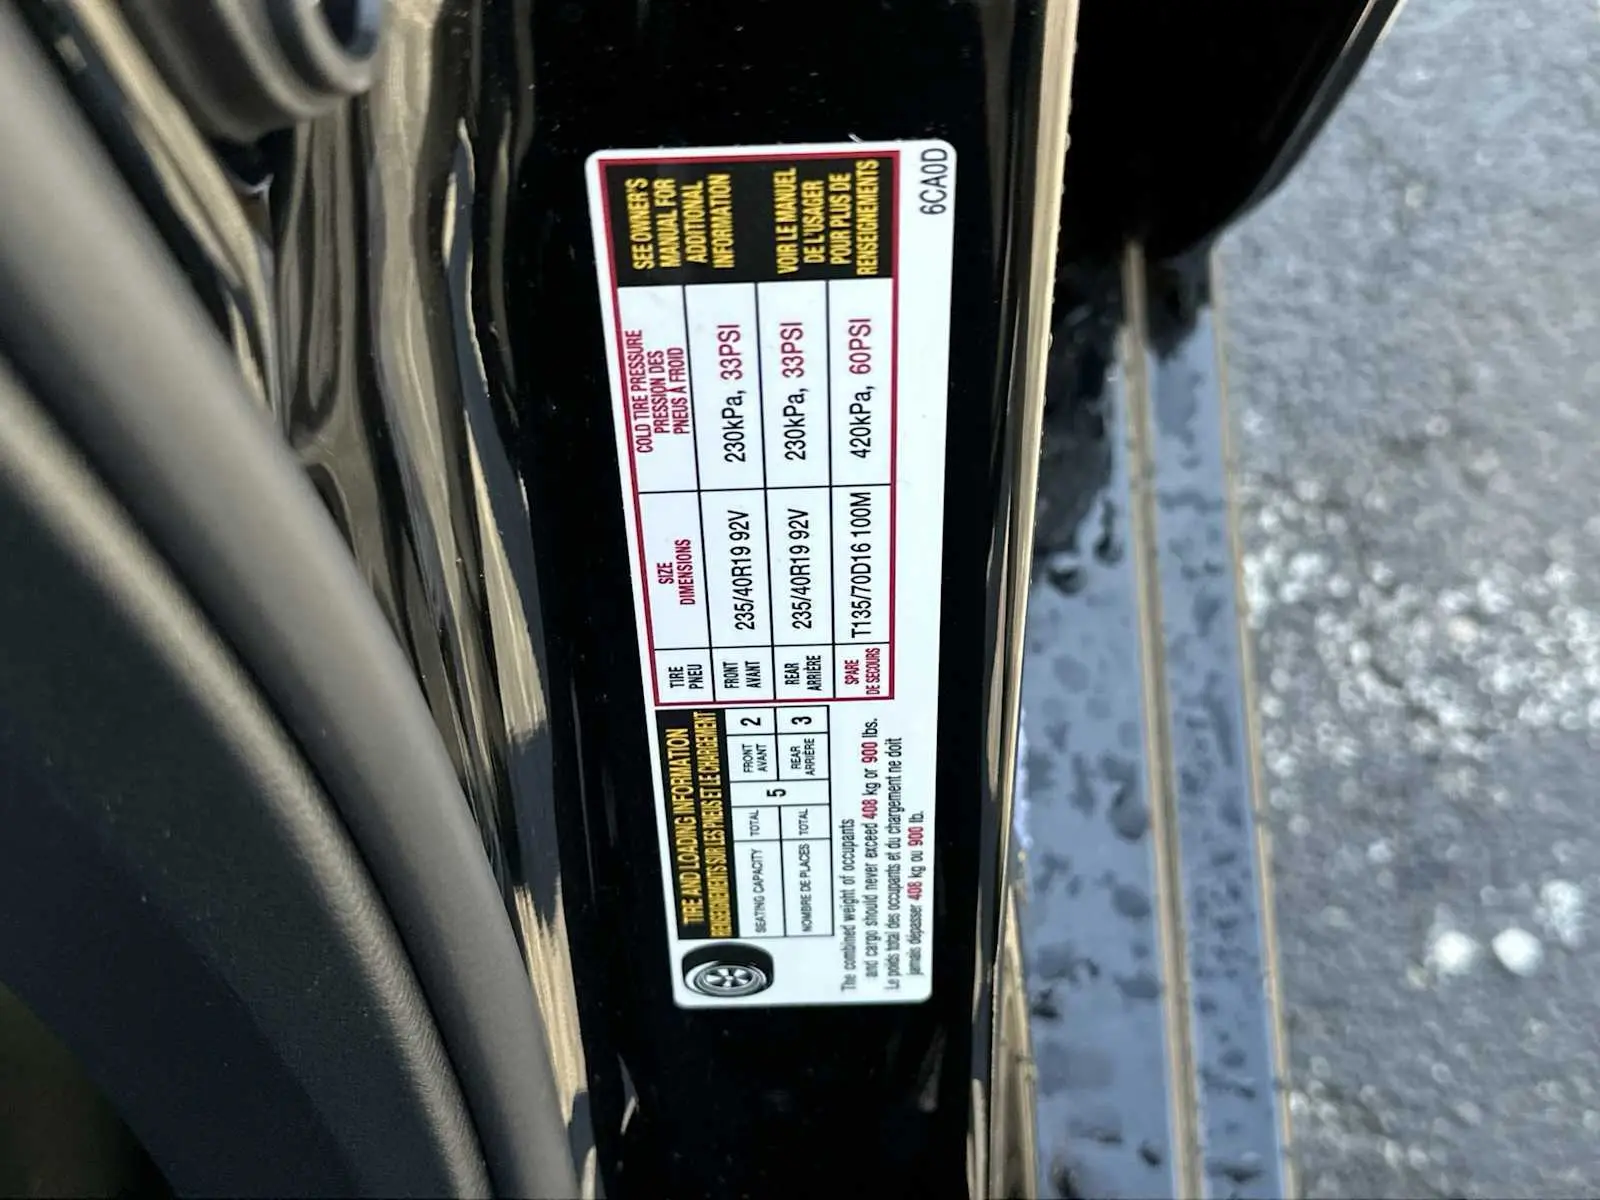 TIRE AND LOADING INFORMATION
RENSEIGNEMENTS SUR LES PNEUS ET LE CHARGEMENT
SEATING CAPACITY
NOMBRE DE PLACES
TOTAL
TOTAL
5
FRONT
AVANT
2
REAR
ARRIÈRE
3
The combined weight of occupants
and cargo should never exceed 408 kg or 900 lbs.
Le poids total des occupants et du chargement ne doit
jamais dépasser 408 kg ou 900 lb.
TIRE
PNEU
SIZE
DIMENSIONS
COLD TIRE PRESSURE
PRESSION DES
PNEUS À FROID
FRONT
AVANT
235/40R19 92V
230kPa, 33PSI
REAR
ARRIÈRE
235/40R19 92V
230kPa, 33PSI
SPARE
DE SECOURS
T135/70D16 100M
420kPa, 60PSI
SEE OWNER'S
MANUAL FOR
ADDITIONAL
INFORMATION
VOIR LE MANUEL
DE L'USAGER
POUR PLUS DE
RENSEIGNEMENTS
6CA0D